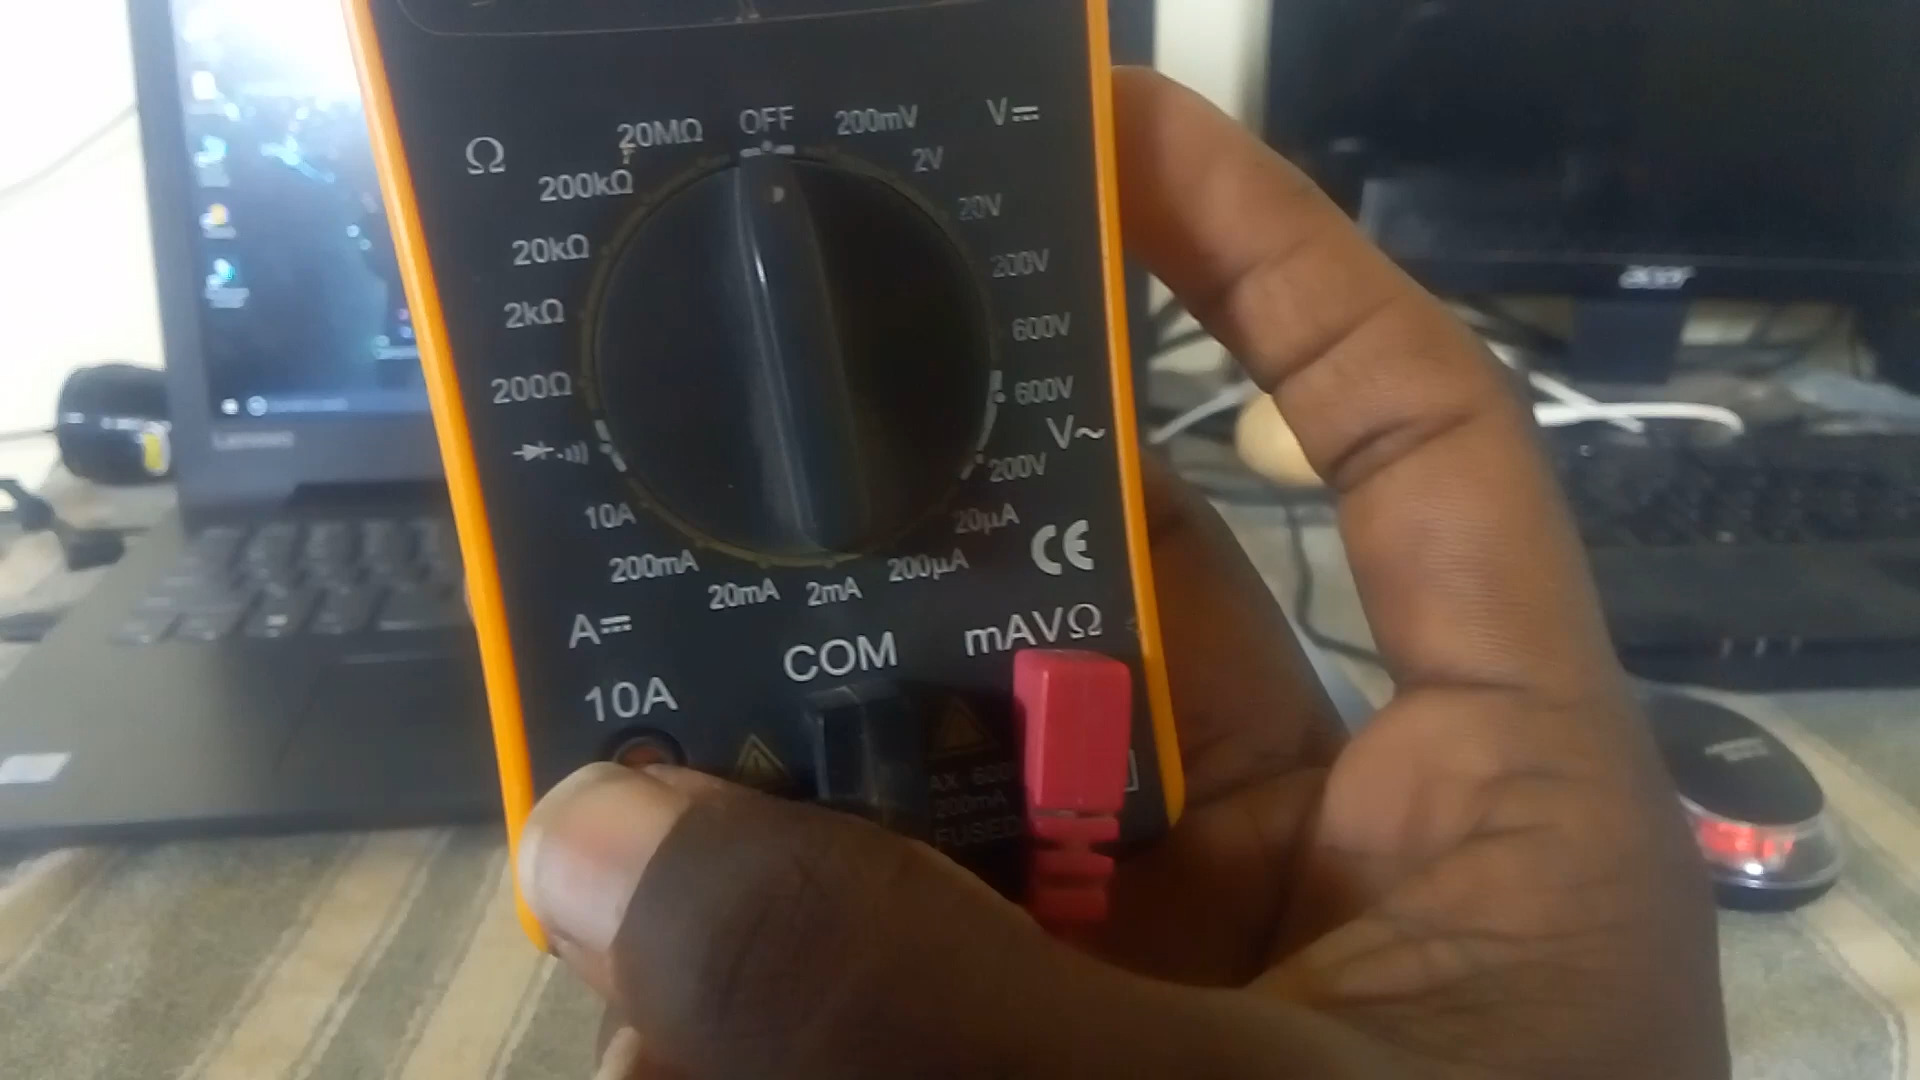 OFF
20MΩ
200mV
V⎓
Ω
200kΩ
2V
20V
20kΩ
200V
2kΩ
600V
200Ω
600V
V~
200V
10A
20µA
CE
200mA
200µA
20mA
2mA
A⎓
COM
mAVΩ
10A
200mA
FUSED
acer
Lenovo